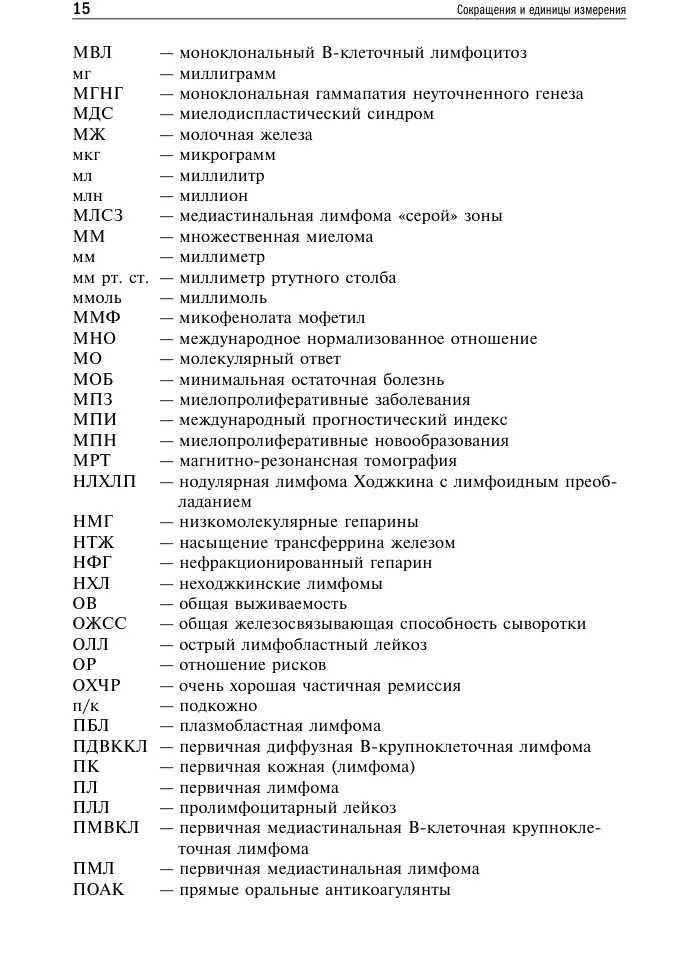 15 Сокращения и единицы измерения
МВЛ — моноклональный В-клеточный лимфоцитоз
мг — миллиграмм
МГНГ — моноклональная гаммапатия неуточненного генеза
МДС — миелодиспластический синдром
МЖ — молочная железа
мкг — микрограмм
мл — миллилитр
млн — миллион
МЛСЗ — медиастинальная лимфома «серой» зоны
ММ — множественная миелома
мм — миллиметр
мм рт. ст. — миллиметр ртутного столба
ммоль — миллимоль
ММФ — микофенолата мофетил
МНО — международное нормализованное отношение
МО — молекулярный ответ
МОБ — минимальная остаточная болезнь
МПЗ — миелопролиферативные заболевания
МПИ — международный прогностический индекс
МПН — миелопролиферативные новообразования
МРТ — магнитно-резонансная томография
НЛХЛП — нодулярная лимфома Ходжкина с лимфоидным преоб-
ладанием
НМГ — низкомолекулярные гепарины
НТЖ — насыщение трансферрина железом
НФГ — нефракционированный гепарин
НХЛ — неходжкинские лимфомы
ОВ — общая выживаемость
ОЖСС — общая железосвязывающая способность сыворотки
ОЛЛ — острый лимфобластный лейкоз
ОР — отношение рисков
ОХЧР — очень хорошая частичная ремиссия
п/к — подкожно
ПБЛ — плазмобластная лимфома
ПДВККЛ — первичная диффузная В-крупноклеточная лимфома
ПК — первичная кожная (лимфома)
ПЛ — первичная лимфома
ПЛЛ — пролимфоцитарный лейкоз
ПМВКЛ — первичная медиастинальная В-клеточная крупнокле-
точная лимфома
ПМЛ — первичная медиастинальная лимфома
ПОАК — прямые оральные антикоагулянты